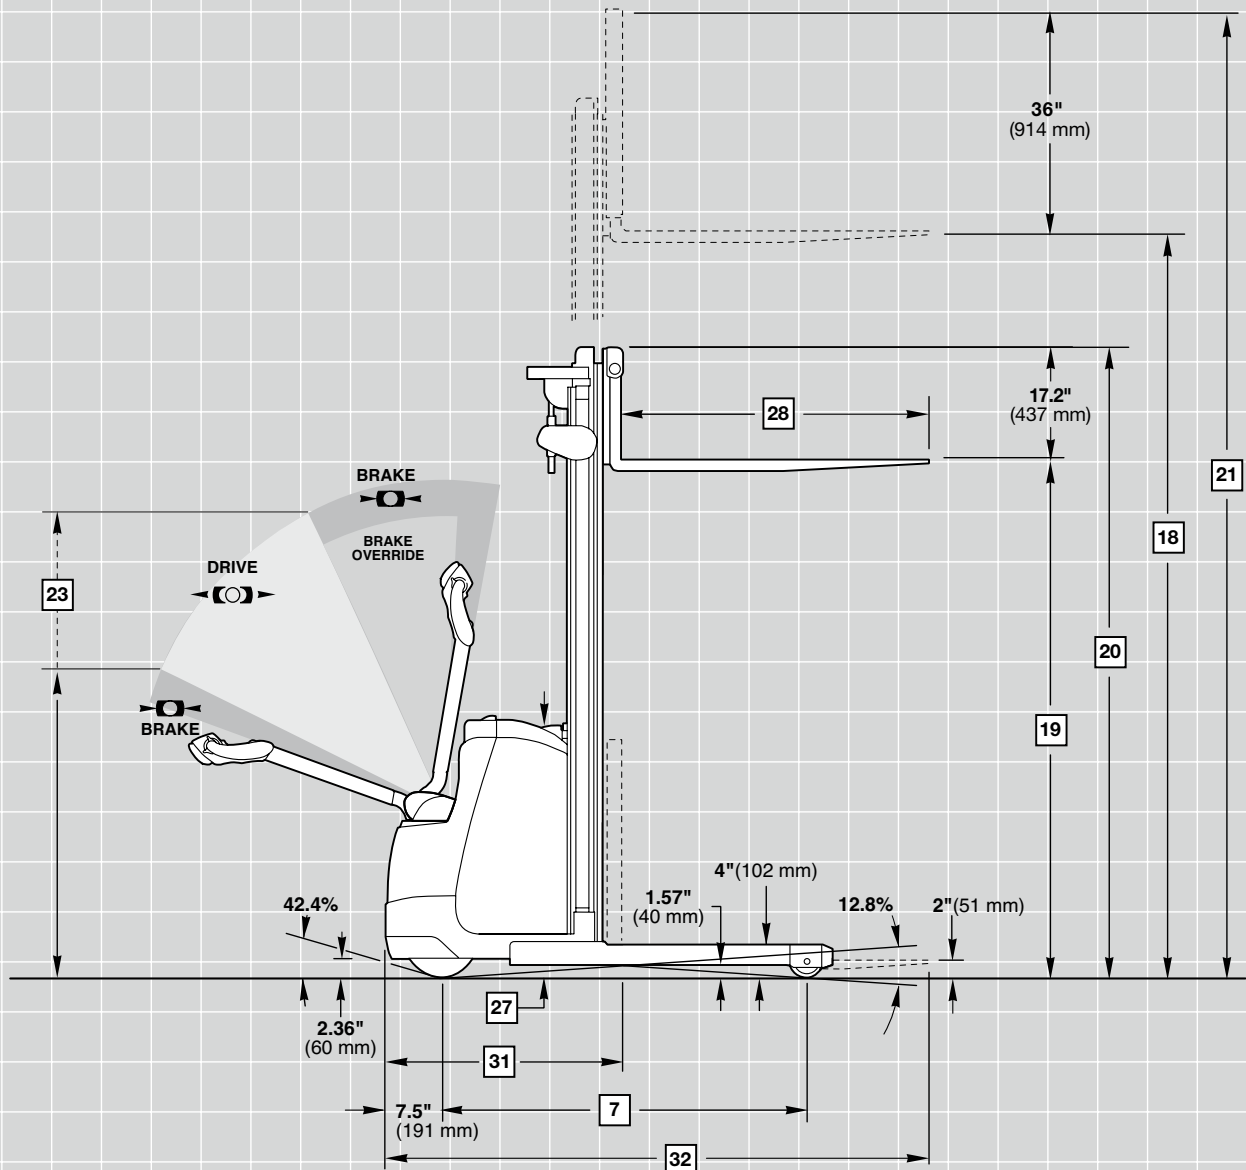 36"
(914 mm)
28
17.2"
(437 mm)
21
BRAKE
18
BRAKE
OVERRIDE
DRIVE
23
20
BRAKE
19
4"(102 mm)
42.4%
1.57"
(40 mm)
12.8%
2"(51 mm)
27
2.36"
(60 mm)
31
7.5"
(191 mm)
7
32